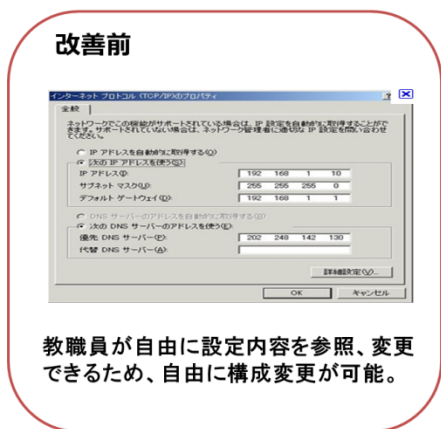 改善前
インターネット プロトコル (TCP/IP)のプロパティ
全般
ネットワークでこの機能がサポートされている場合は、IP 設定を自動的に取得することがで
きます。サポートされていない場合は、ネットワーク管理者に適切な IP 設定を問い合わせ
てください。
IP アドレスを自動的に取得する(O)
次の IP アドレスを使う(S):
IP アドレス(I): 192 168 1 10
サブネット マスク(U): 255 255 255 0
デフォルト ゲートウェイ(D): 192 168 1 1
DNS サーバーのアドレスを自動的に取得する(B)
次の DNS サーバーのアドレスを使う(E):
優先 DNS サーバー(P): 202 248 142 130
代替 DNS サーバー(A):
詳細設定(V)...
OK キャンセル
教職員が自由に設定内容を参照、変更
できるため、自由に構成変更が可能。